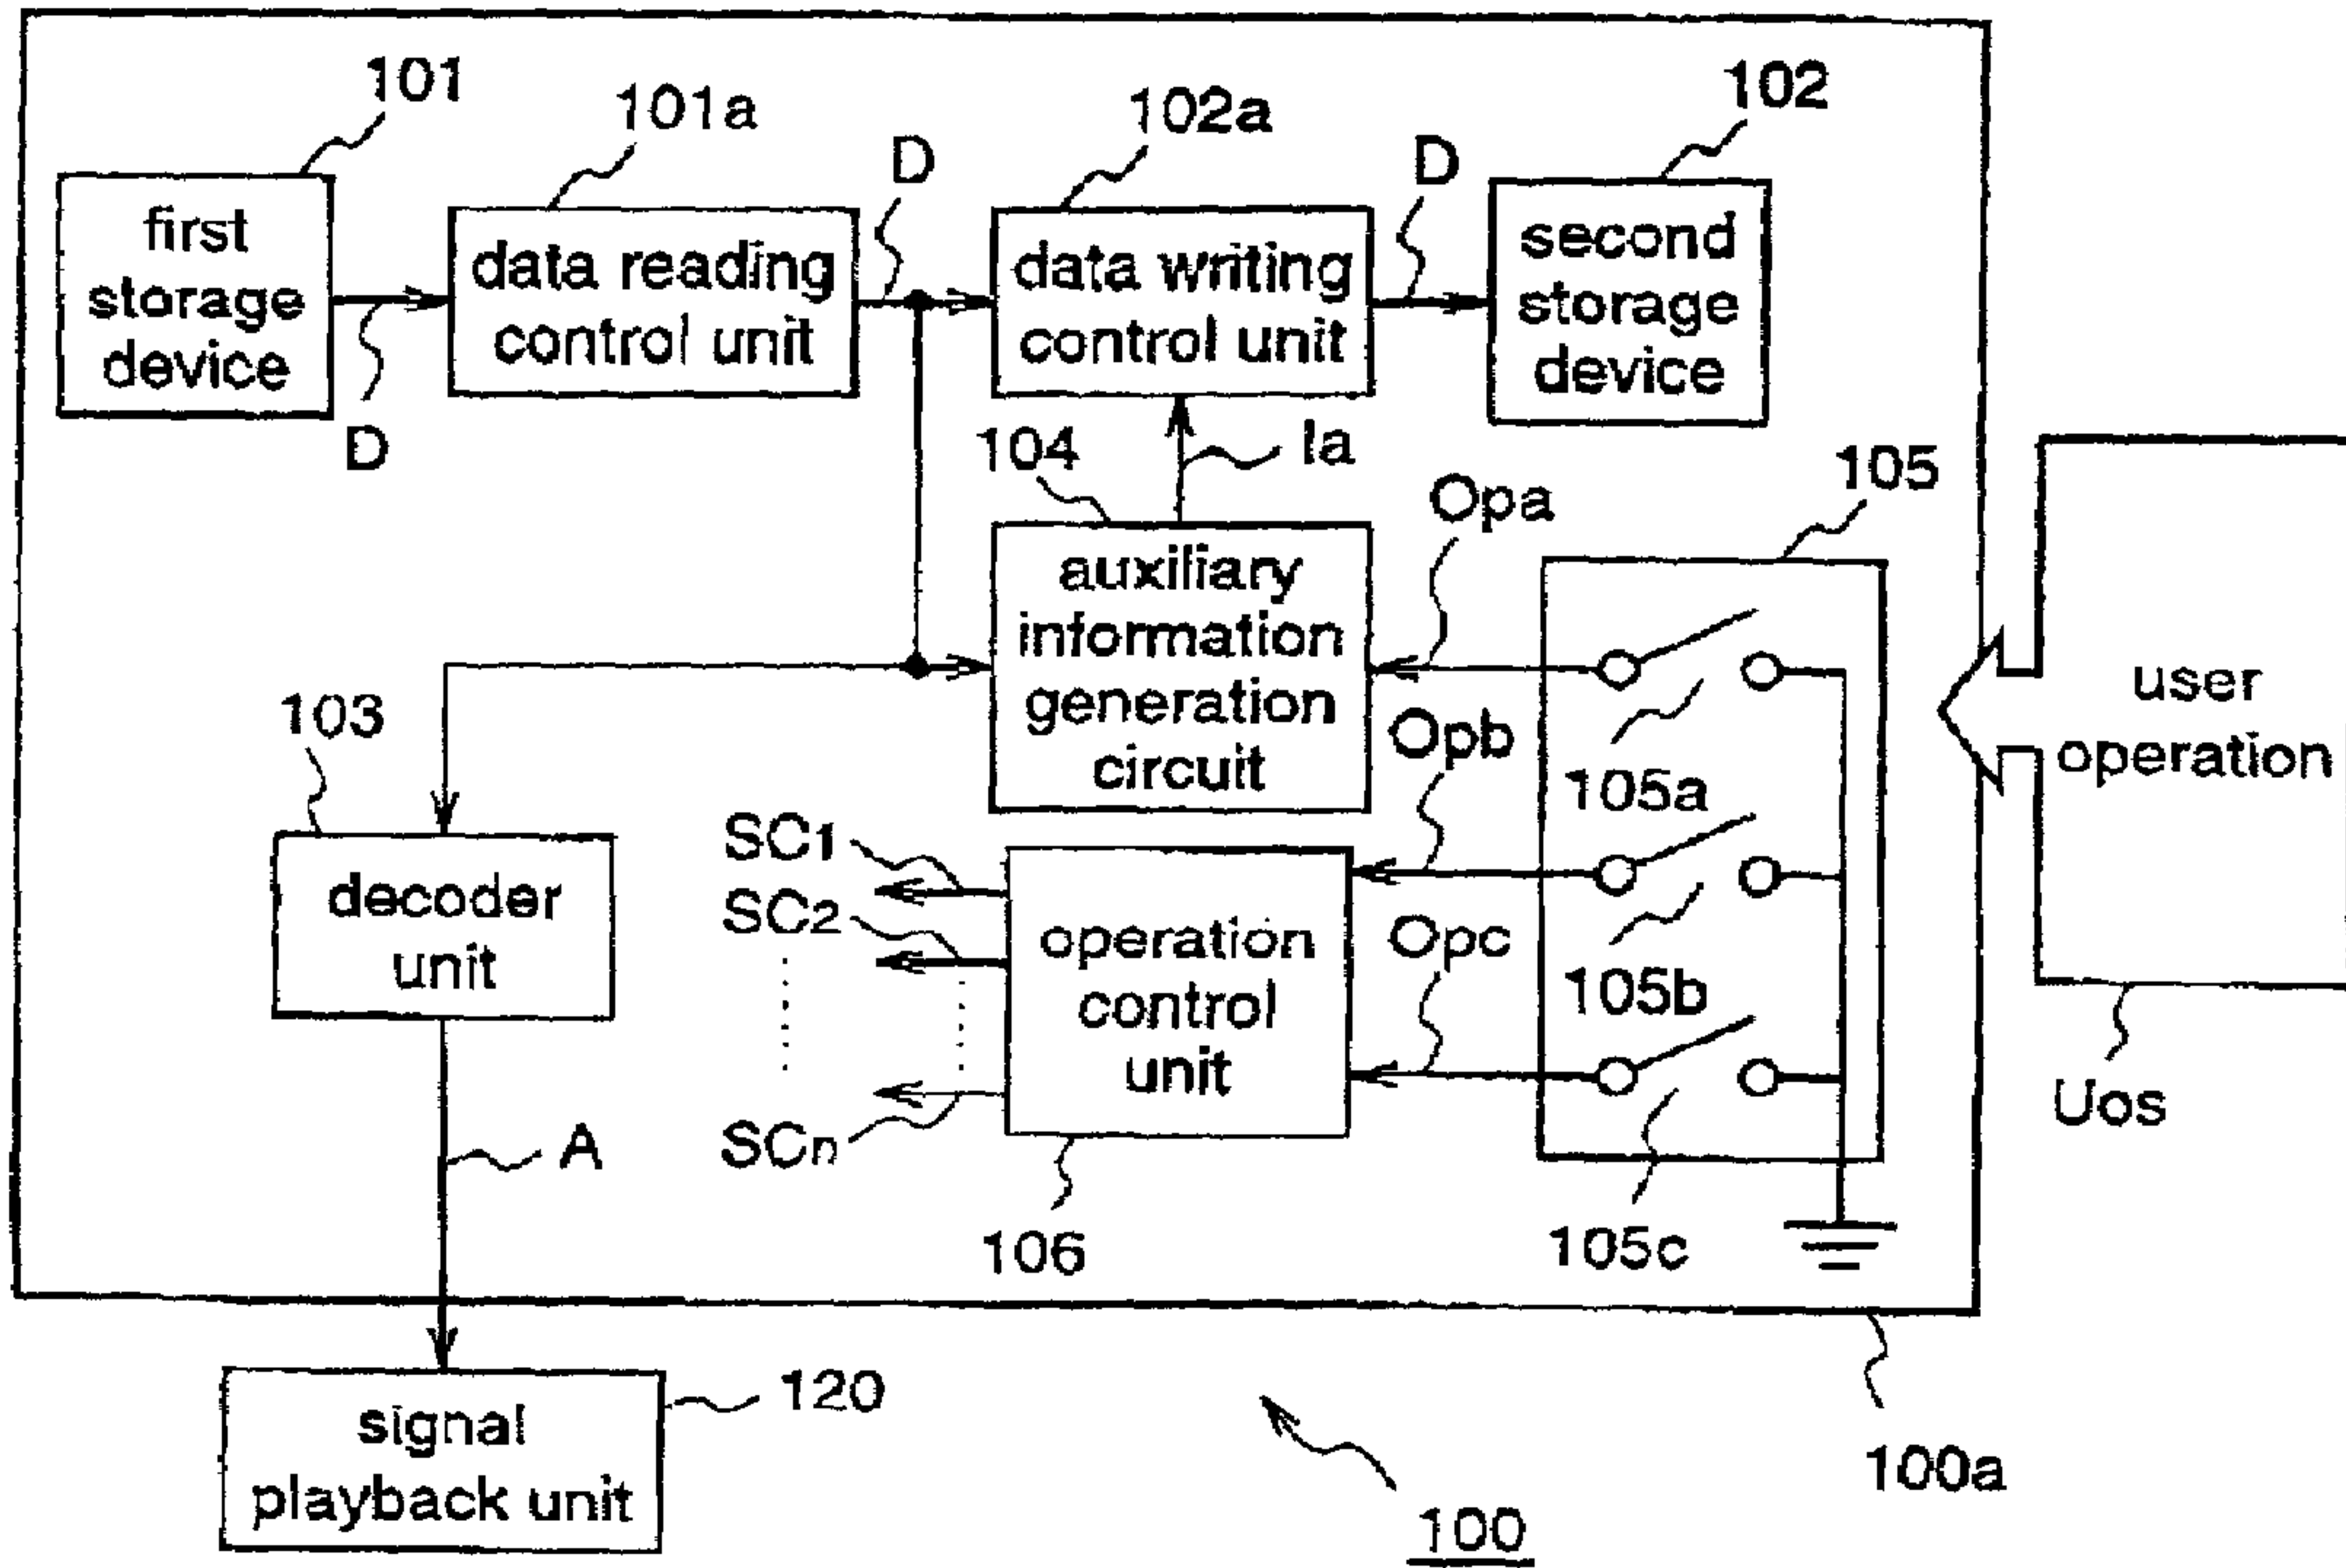 101
101a
D
102a
D
102
first
storage
device
data reading
control unit
data writing
control unit
second
storage
device
D
104
Ia
Opa
105
auxiliary
information
generation
circuit
user
operation
103
Opb
105a
SC1
SC2
decoder
unit
operation
control
unit
Opc
105b
Uos
A
SCn
106
105c
120
signal
playback unit
100a
100